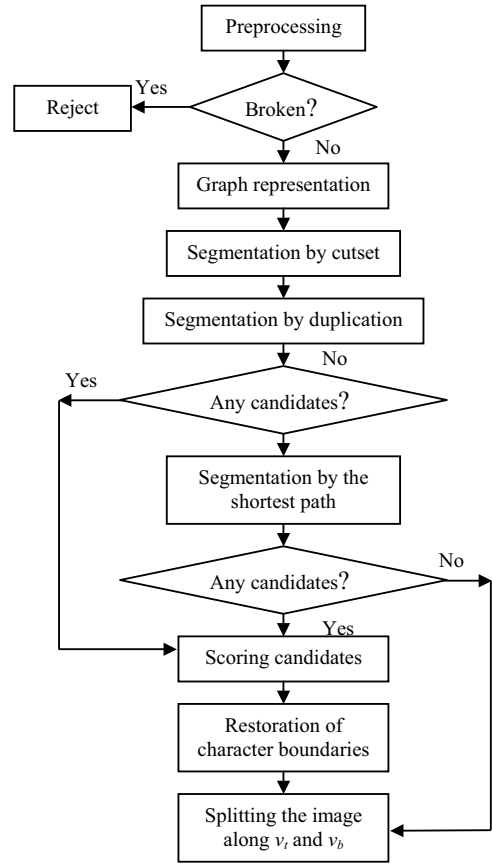 Preprocessing
Yes
Broken?
Reject
No
Graph representation
Segmentation by cutset
Segmentation by duplication
No
Yes
Any candidates?
Segmentation by the
shortest path
No
Any candidates?
Yes
Scoring candidates
Restoration of
character boundaries
Splitting the image
along vt and vb